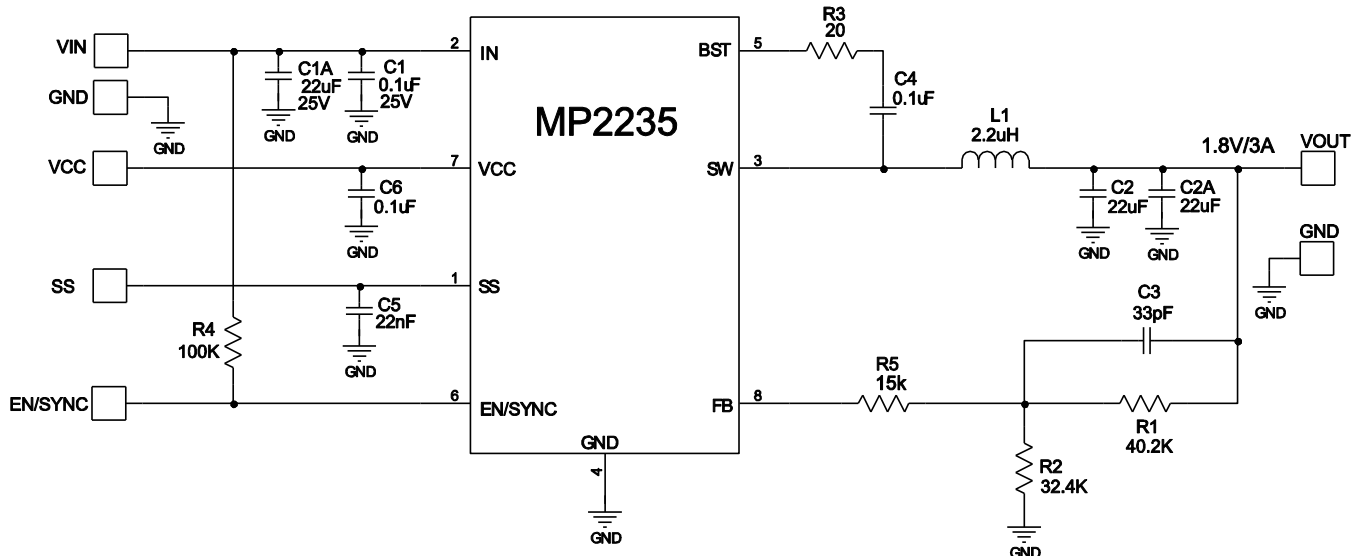 VIN
2
IN
C1A
22uF
25V
GND
C1
0.1uF
25V
GND
GND
GND
VCC
7
VCC
C6
0.1uF
GND
SS
1
SS
C5
22nF
GND
R4
100K
EN/SYNC
6
EN/SYNC
MP2235
GND
4
GND
BST
5
R3
20
C4
0.1uF
SW
3
L1
2.2uH
C2
22uF
GND
C2A
22uF
GND
1.8V/3A
VOUT
GND
GND
C3
33pF
FB
8
R5
15k
R1
40.2K
R2
32.4K
GND